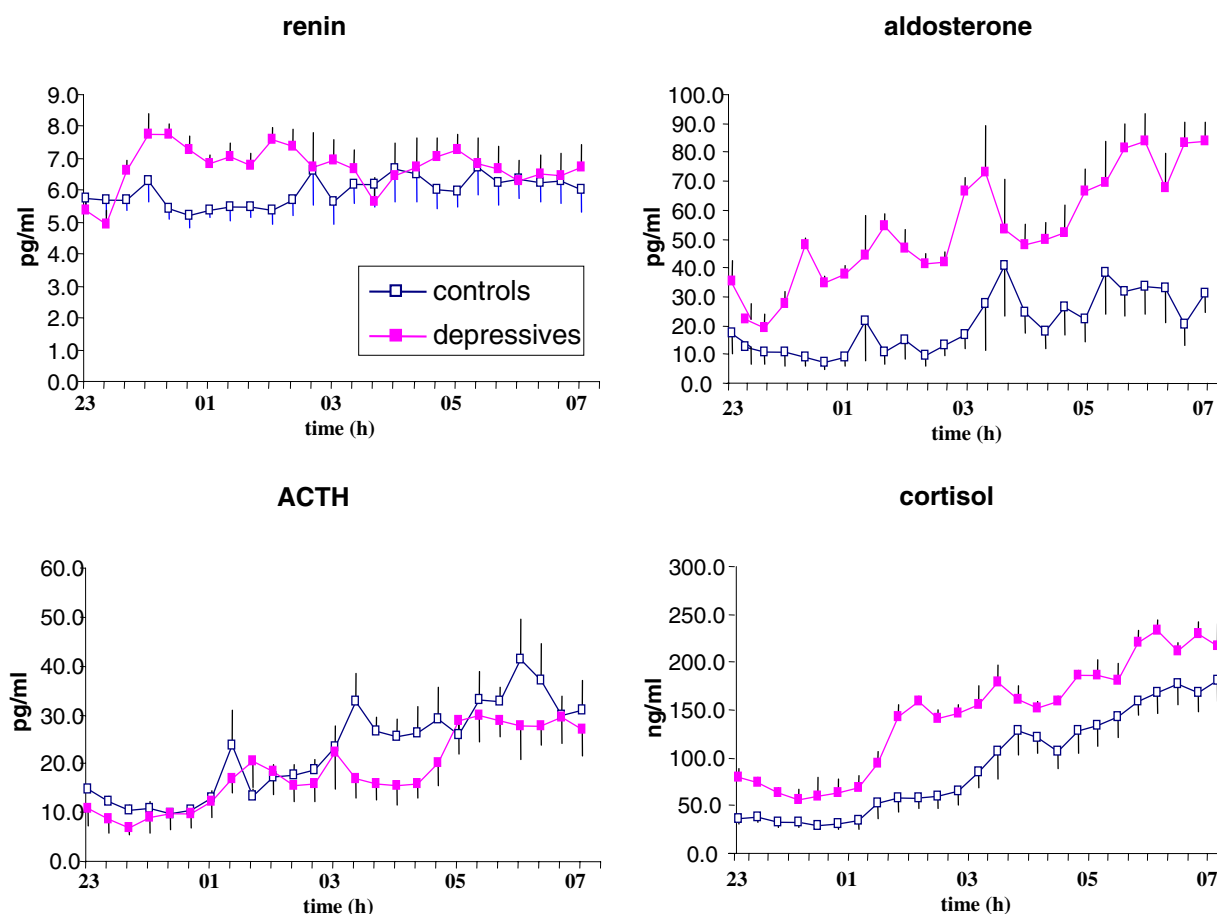 renin
9.0
8.0
7.0
6.0
5.0
4.0
3.0
2.0
1.0
0.0
pg/ml
23 01 03 05 07
time (h)
controls
depressives
aldosterone
100.0
90.0
80.0
70.0
60.0
50.0
40.0
30.0
20.0
10.0
0.0
pg/ml
23 01 03 05 07
time (h)
ACTH
60.0
50.0
40.0
30.0
20.0
10.0
0.0
pg/ml
23 01 03 05 07
time (h)
cortisol
300.0
250.0
200.0
150.0
100.0
50.0
0.0
ng/ml
23 01 03 05 07
time (h)